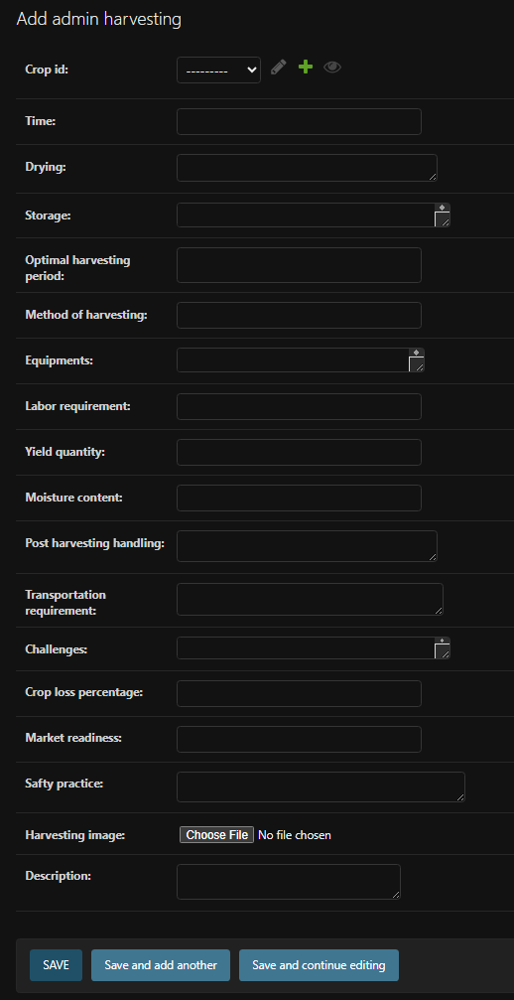 Add admin harvesting
Crop id:
---------
Time:
Drying:
Storage:
Optimal harvesting
period:
Method of harvesting:
Equipments:
Labor requirement:
Yield quantity:
Moisture content:
Post harvesting handling:
Transportation
requirement:
Challenges:
Crop loss percentage:
Market readiness:
Safty practice:
Harvesting image:
Choose File No file chosen
Description:
SAVE
Save and add another
Save and continue editing